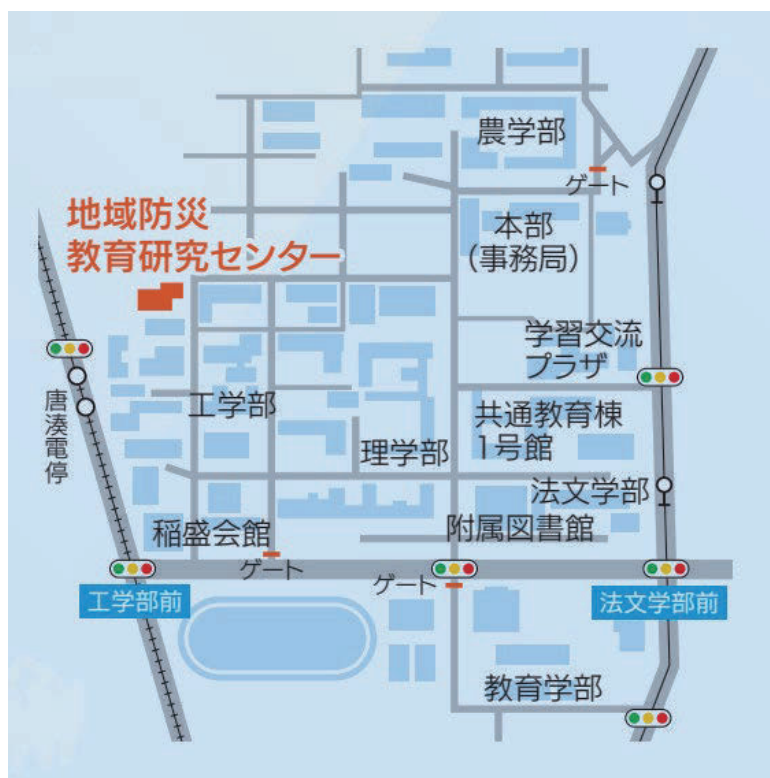 農学部
ゲート
地域防災
教育研究センター
本部
(事務局)
学習交流
プラザ
唐湊電停
工学部
共通教育棟
1号館
理学部
法文学部
稲盛会館
附属図書館
ゲート
ゲート
工学部前
法文学部前
教育学部